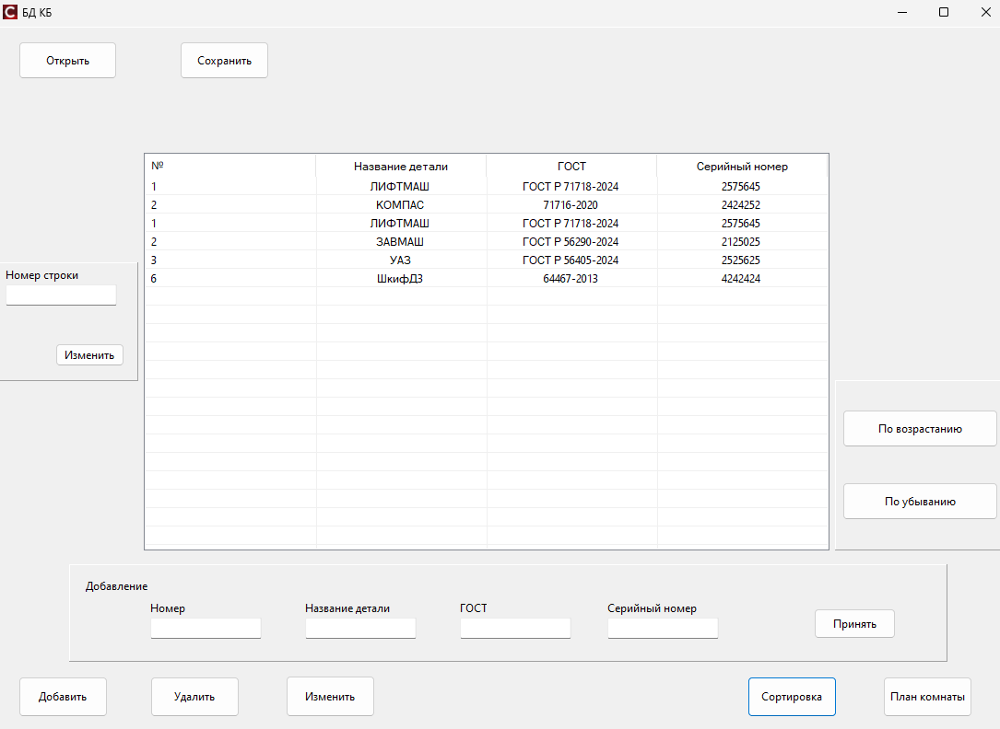 БД КБ
Открыть Сохранить
№ Название детали ГОСТ Серийный номер
1 ЛИФТМАШ ГОСТ Р 71718-2024 2575645
2 КОМПАС 71716-2020 2424252
1 ЛИФТМАШ ГОСТ Р 71718-2024 2575645
2 ЗАВМАШ ГОСТ Р 56290-2024 2125025
3 УАЗ ГОСТ Р 56405-2024 2525625
6 ШкифДЗ 64467-2013 4242424
Номер строки
Изменить
По возрастанию
По убыванию
Добавление
Номер Название детали ГОСТ Серийный номер
Принять
Добавить Удалить Изменить Сортировка План комнаты